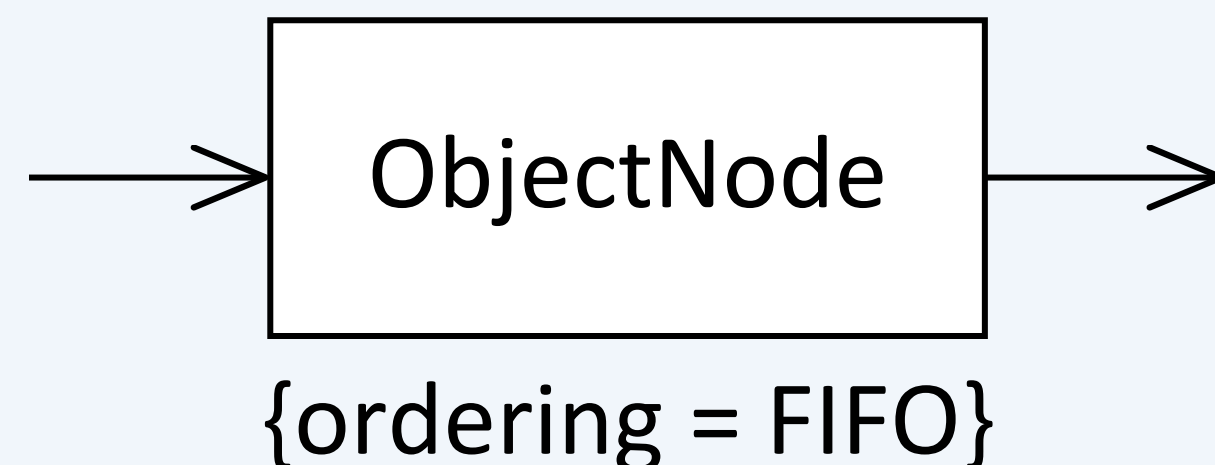 ObjectNode
{ordering = FIFO}